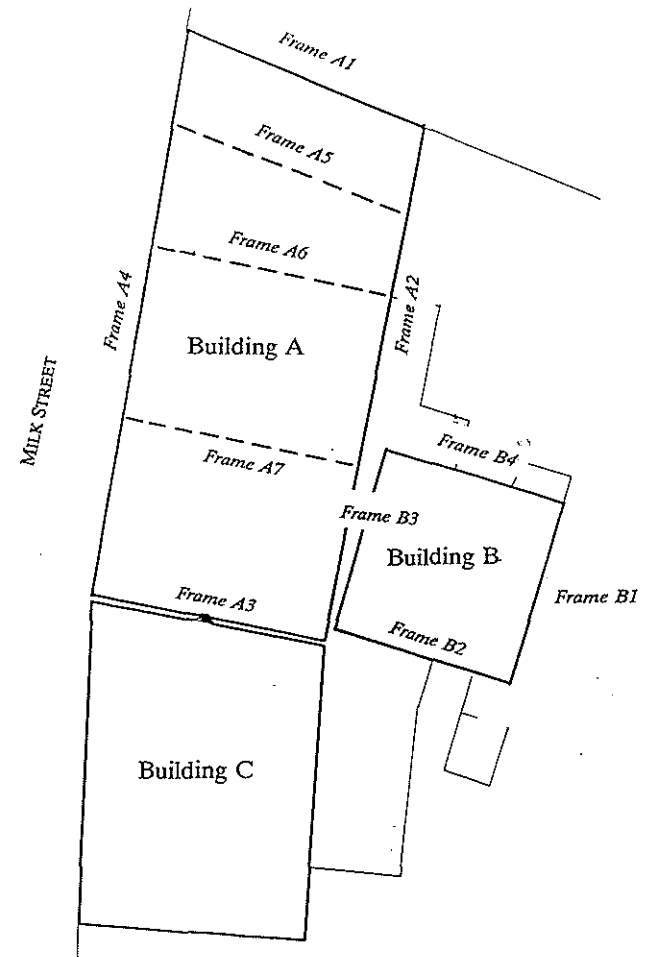 Frame A1
Frame A5
Frame A6
Frame A4
Frame A2
Building A
MILK STREET
Frame B4
Frame A7
Frame B3
Building B
Frame B1
Frame A3
Frame B2
Building C